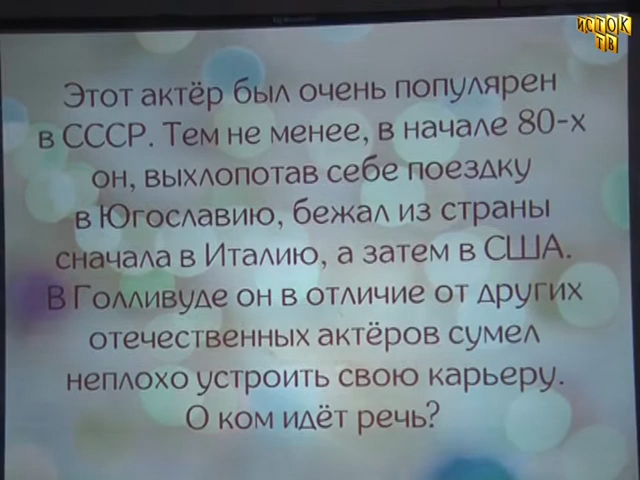 ИСТОК
ТВ
Этот актёр был очень популярен
в СССР. Тем не менее, в начале 80-х
он, выхлопотав себе поездку
в Югославию, бежал из страны
сначала в Италию, а затем в США.
В Голливуде он в отличие от других
отечественных актёров сумел
неплохо устроить свою карьеру.
О ком идёт речь?